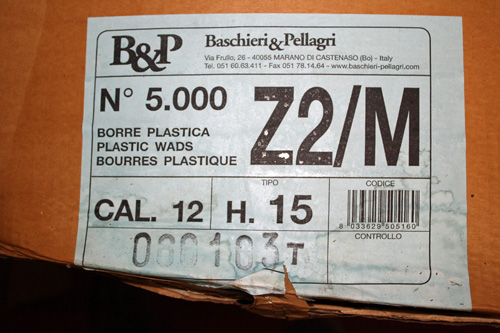 B&P
Baschieri&Pellagri
Via Frullo, 26 - 40055 MARANO DI CASTENASO (Bo) - Italy
Tel. 051 60.63.411 - Fax 051 78.14.64 - www.baschieri-pellagri.com
N° 5.000
Z2/M
BORRE PLASTICA
PLASTIC WADS
BOURRES PLASTIQUE
TIPO
CODICE
CAL. 12
H. 15
8 033629 505160
CONTROLLO
000103T